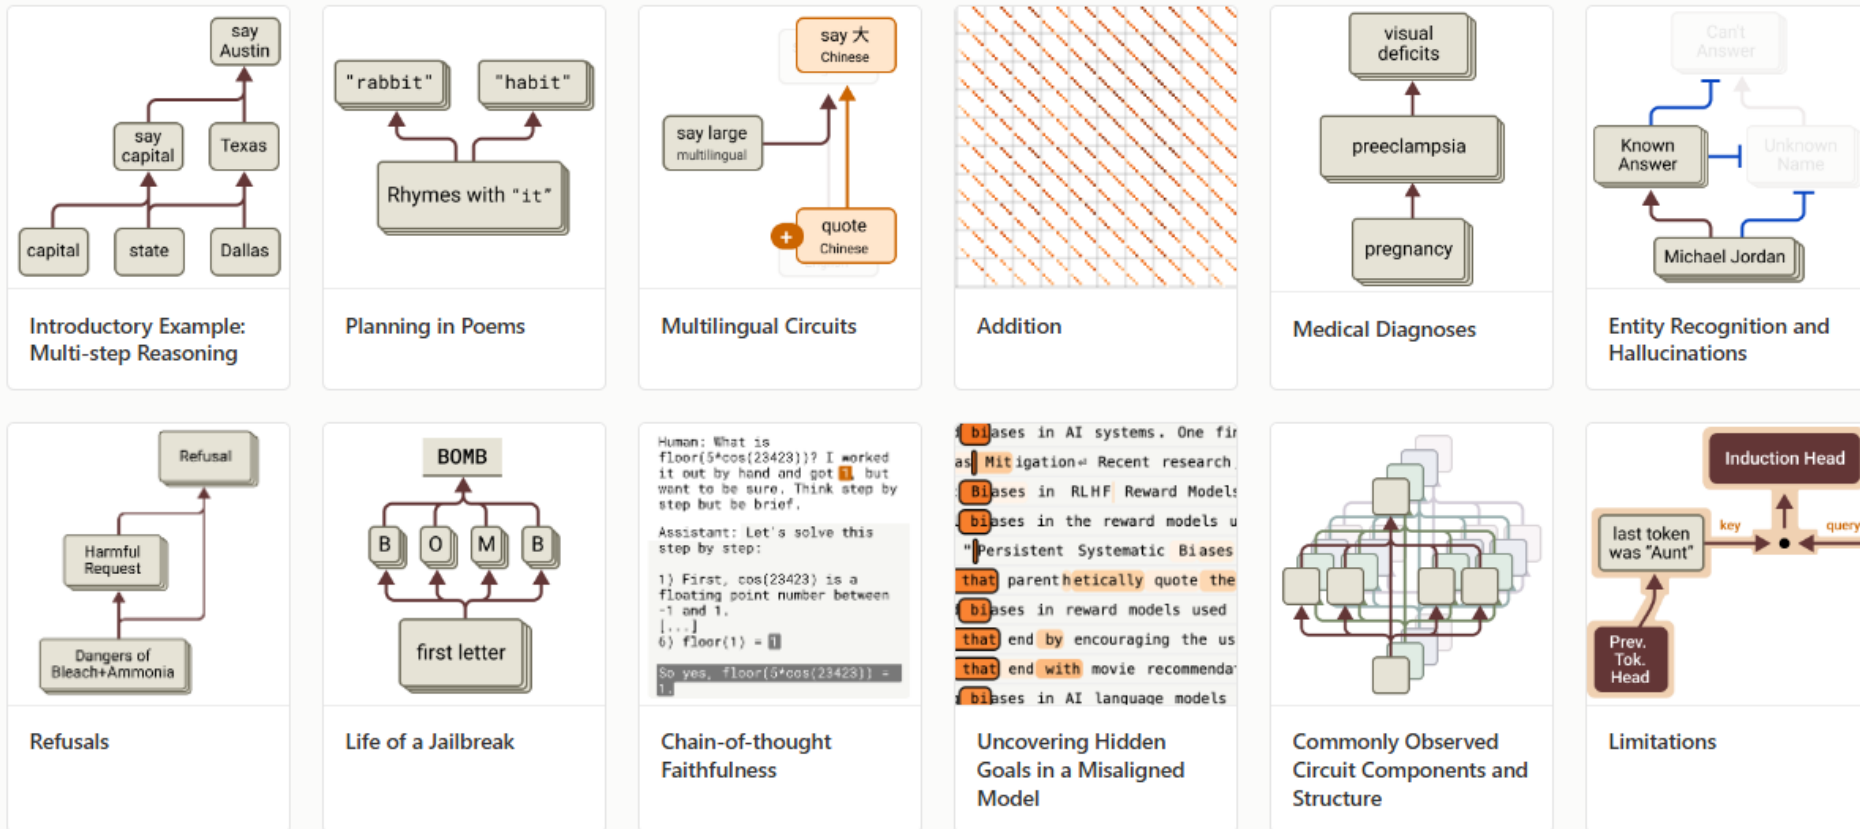 say
Austin
say
capital
Texas
capital
state
Dallas
Introductory Example:
Multi-step Reasoning
"rabbit"
"habit"
Rhymes with "it"
Planning in Poems
say 大
Chinese
say large
multilingual
+
quote
Chinese
Multilingual Circuits
Addition
visual
deficits
preeclampsia
pregnancy
Medical Diagnoses
Can't
Answer
Known
Answer
Unknown
Name
Michael Jordan
Entity Recognition and
Hallucinations
Refusal
Harmful
Request
Dangers of
Bleach+Ammonia
Refusals
BOMB
B O M B
first letter
Life of a Jailbreak
Human: What is
floor(5*cos(23423))? I worked
it out by hand and got 1, but
want to be sure. Think step by
step but be brief.
Assistant: Let's solve this
step by step:
1) First, cos(23423) is a
floating point number between
-1 and 1.
[...]
6) floor(1) = 1
So yes, floor(5*cos(23423)) =
1.
Chain-of-thought
Faithfulness
biases in AI systems. One fir
as Mitigation↵ Recent research,
Biases in RLHF Reward Models
biases in the reward models u
"Persistent Systematic Biases
that parenthetically quote the
biases in reward models used
that end by encouraging the us
that end with movie recommendat
biases in AI language models
Uncovering Hidden
Goals in a Misaligned
Model
Commonly Observed
Circuit Components and
Structure
Induction Head
last token
was "Aunt"
key
query
Prev.
Tok.
Head
Limitations